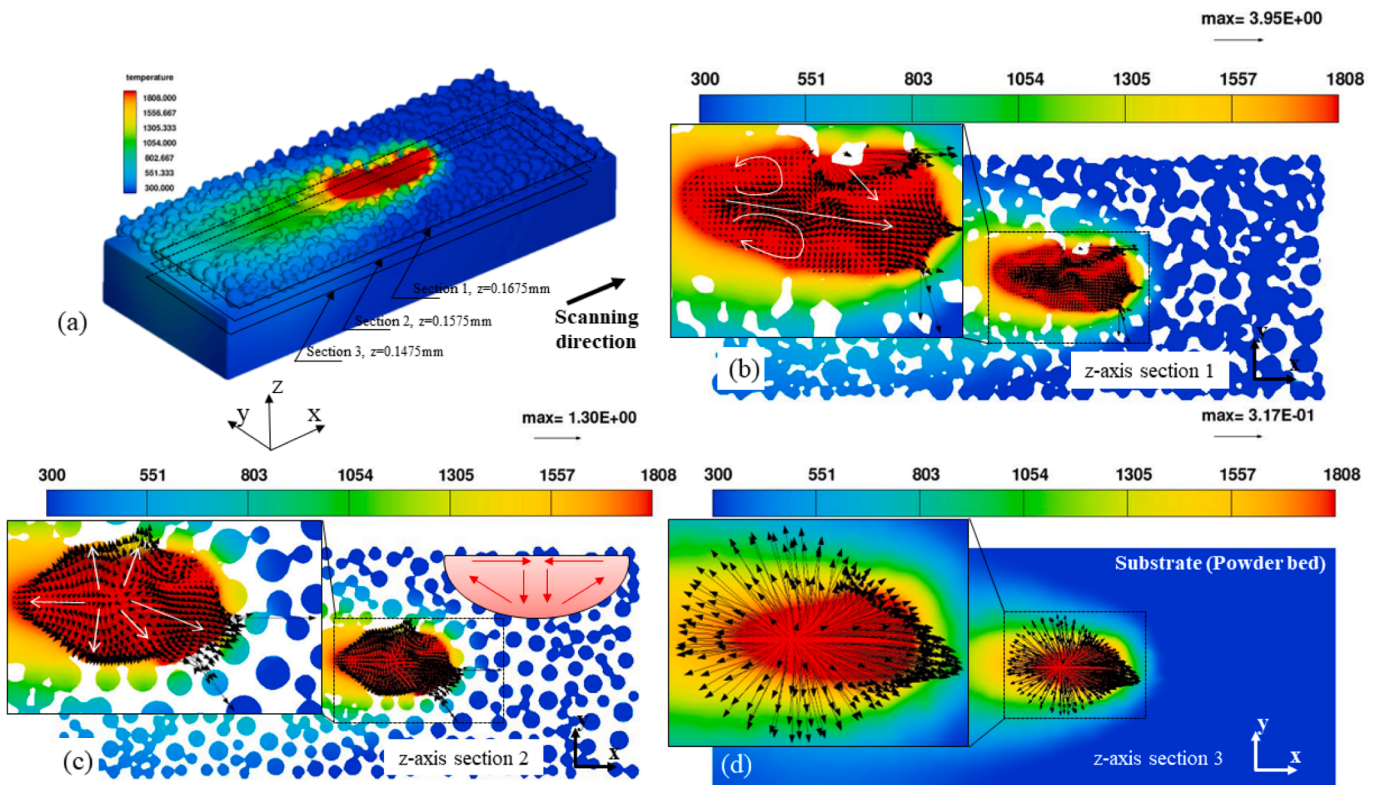 max= 3.95E+00
temperature
1808.000
1556.667
1305.333
1054.000
802.667
551.333
300.000
Section 1, z=0.1675mm
Section 2, z=0.1575mm
Section 3, z=0.1475mm
Scanning
direction
(a)
z
y
x
300 551 803 1054 1305 1557 1808
(b)
z-axis section 1
y
x
max= 1.30E+00
300 551 803 1054 1305 1557 1808
(c)
z-axis section 2
y
x
max= 3.17E-01
300 551 803 1054 1305 1557 1808
Substrate (Powder bed)
(d)
z-axis section 3
y
x